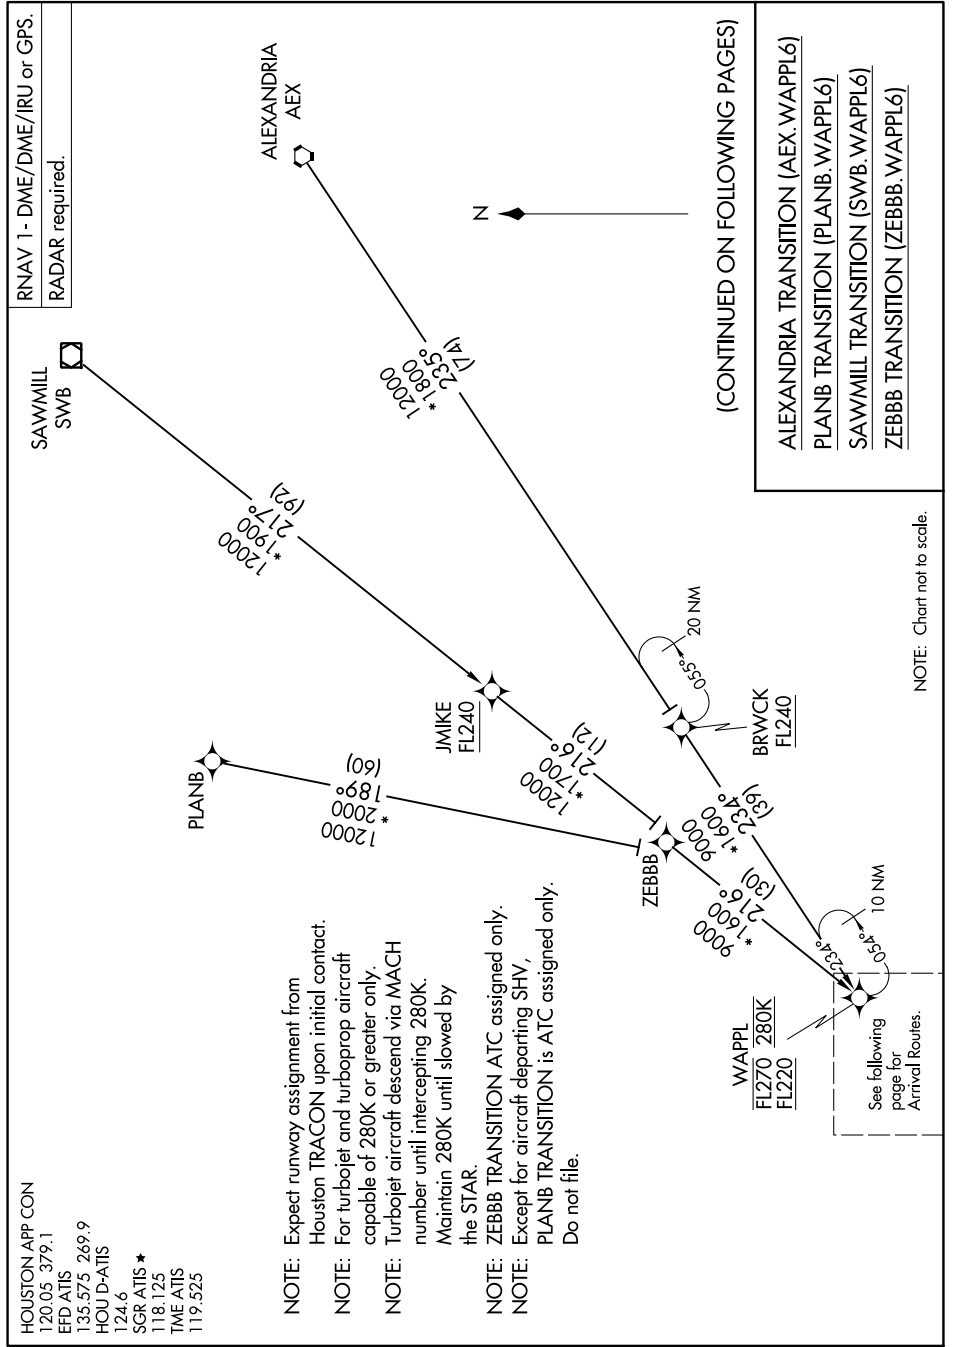 HOUSTON APP CON
120.05 379.1
EFD ATIS
135.575 269.9
HOU D-ATIS
124.6
SGR ATIS ★
118.125
TME ATIS
119.525
RNAV 1- DME/DME/IRU or GPS.
RADAR required.
SAWMILL
SWB
ALEXANDRIA
AEX
PLANB
12000
*2000
189°
(60)
12000
*1900
217°
(92)
12000
*1800
235°
(74)
N
JMIKE
FL240
12000
*1700
216°
(12)
ZEBBB
20 NM
055°
BRWCK
FL240
9000
*1600
216°
(30)
9000
*1600
234°
(39)
234°
10 NM
054°
WAPPL
FL270 280K
FL220
See following
page for
Arrival Routes.
NOTE: Expect runway assignment from
Houston TRACON upon initial contact.
NOTE: For turbojet and turboprop aircraft
capable of 280K or greater only.
NOTE: Turbojet aircraft descend via MACH
number until intercepting 280K.
Maintain 280K until slowed by
the STAR.
NOTE: ZEBBB TRANSITION ATC assigned only.
NOTE: Except for aircraft departing SHV,
PLANB TRANSITION is ATC assigned only.
Do not file.
(CONTINUED ON FOLLOWING PAGES)
ALEXANDRIA TRANSITION (AEX.WAPPL6)
PLANB TRANSITION (PLANB.WAPPL6)
SAWMILL TRANSITION (SWB.WAPPL6)
ZEBBB TRANSITION (ZEBBB.WAPPL6)
NOTE: Chart not to scale.